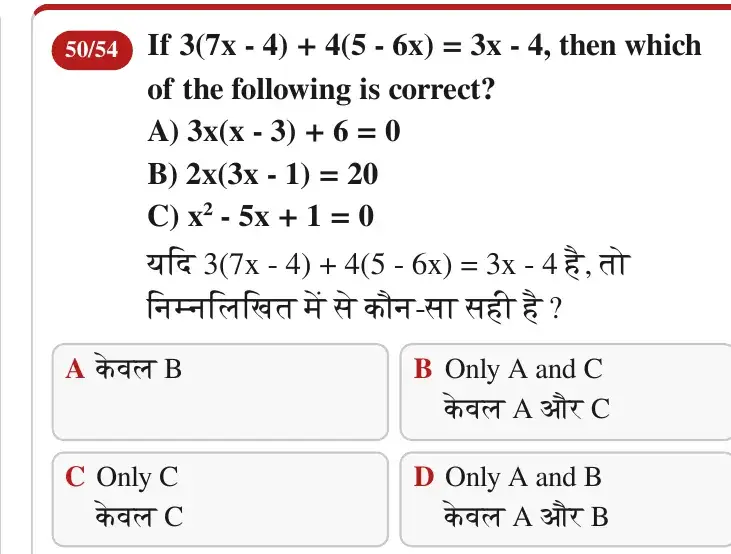 50/54 If 3(7x - 4) + 4(5 - 6x) = 3x - 4, then which
of the following is correct?
A) 3x(x - 3) + 6 = 0
B) 2x(3x - 1) = 20
C) x² - 5x + 1 = 0
यदि 3(7x - 4) + 4(5 - 6x) = 3x - 4 है, तो
निम्नलिखित में से कौन-सा सही है ?
A केवल B
B Only A and C
केवल A और C
C Only C
केवल C
D Only A and B
केवल A और B